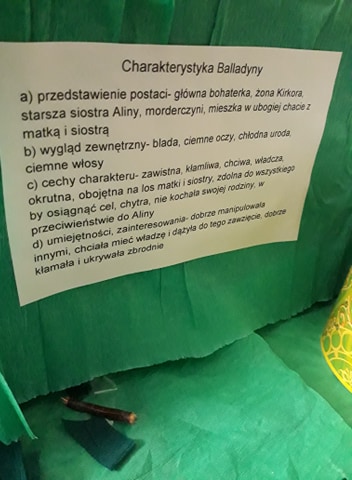 Charakterystyka Balladyny
a) przedstawienie postaci- główna bohaterka, żona Kirkora,
starsza siostra Aliny, morderczyni, mieszka w ubogiej chacie z
matką i siostrą
b) wygląd zewnętrzny- blada, ciemne oczy, chłodna uroda,
ciemne włosy
c) cechy charakteru- zawistna, kłamliwa, chciwa, władcza,
okrutna, obojętna na los matki i siostry, zdolna do wszystkiego
by osiągnąć cel, chytra, nie kochała swojej rodziny, w
przeciwieństwie do Aliny
d) umiejętności, zainteresowania- dobrze manipulowała
innymi, chciała mieć władzę i dążyła do tego zawzięcie, dobrze
kłamała i ukrywała zbrodnie